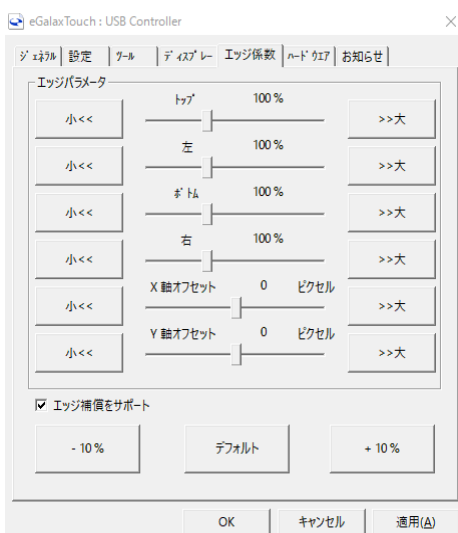 eGalaxTouch : USB Controller
ｼﾞｪﾈﾗﾙ 設定 ﾂｰﾙ ﾃﾞｨｽﾌﾟﾚｰ エッジ係数 ﾊｰﾄﾞｳｴｱ お知らせ
エッジパラメータ
小<< ﾄｯﾌﾟ 100 % >>大
小<< 左 100 % >>大
小<< ﾎﾞﾄﾑ 100 % >>大
小<< 右 100 % >>大
小<< X 軸オフセット 0 ピクセル >>大
小<< Y 軸オフセット 0 ピクセル >>大
エッジ補償をサポート
- 10 % デフォルト + 10 %
OK キャンセル 適用(A)